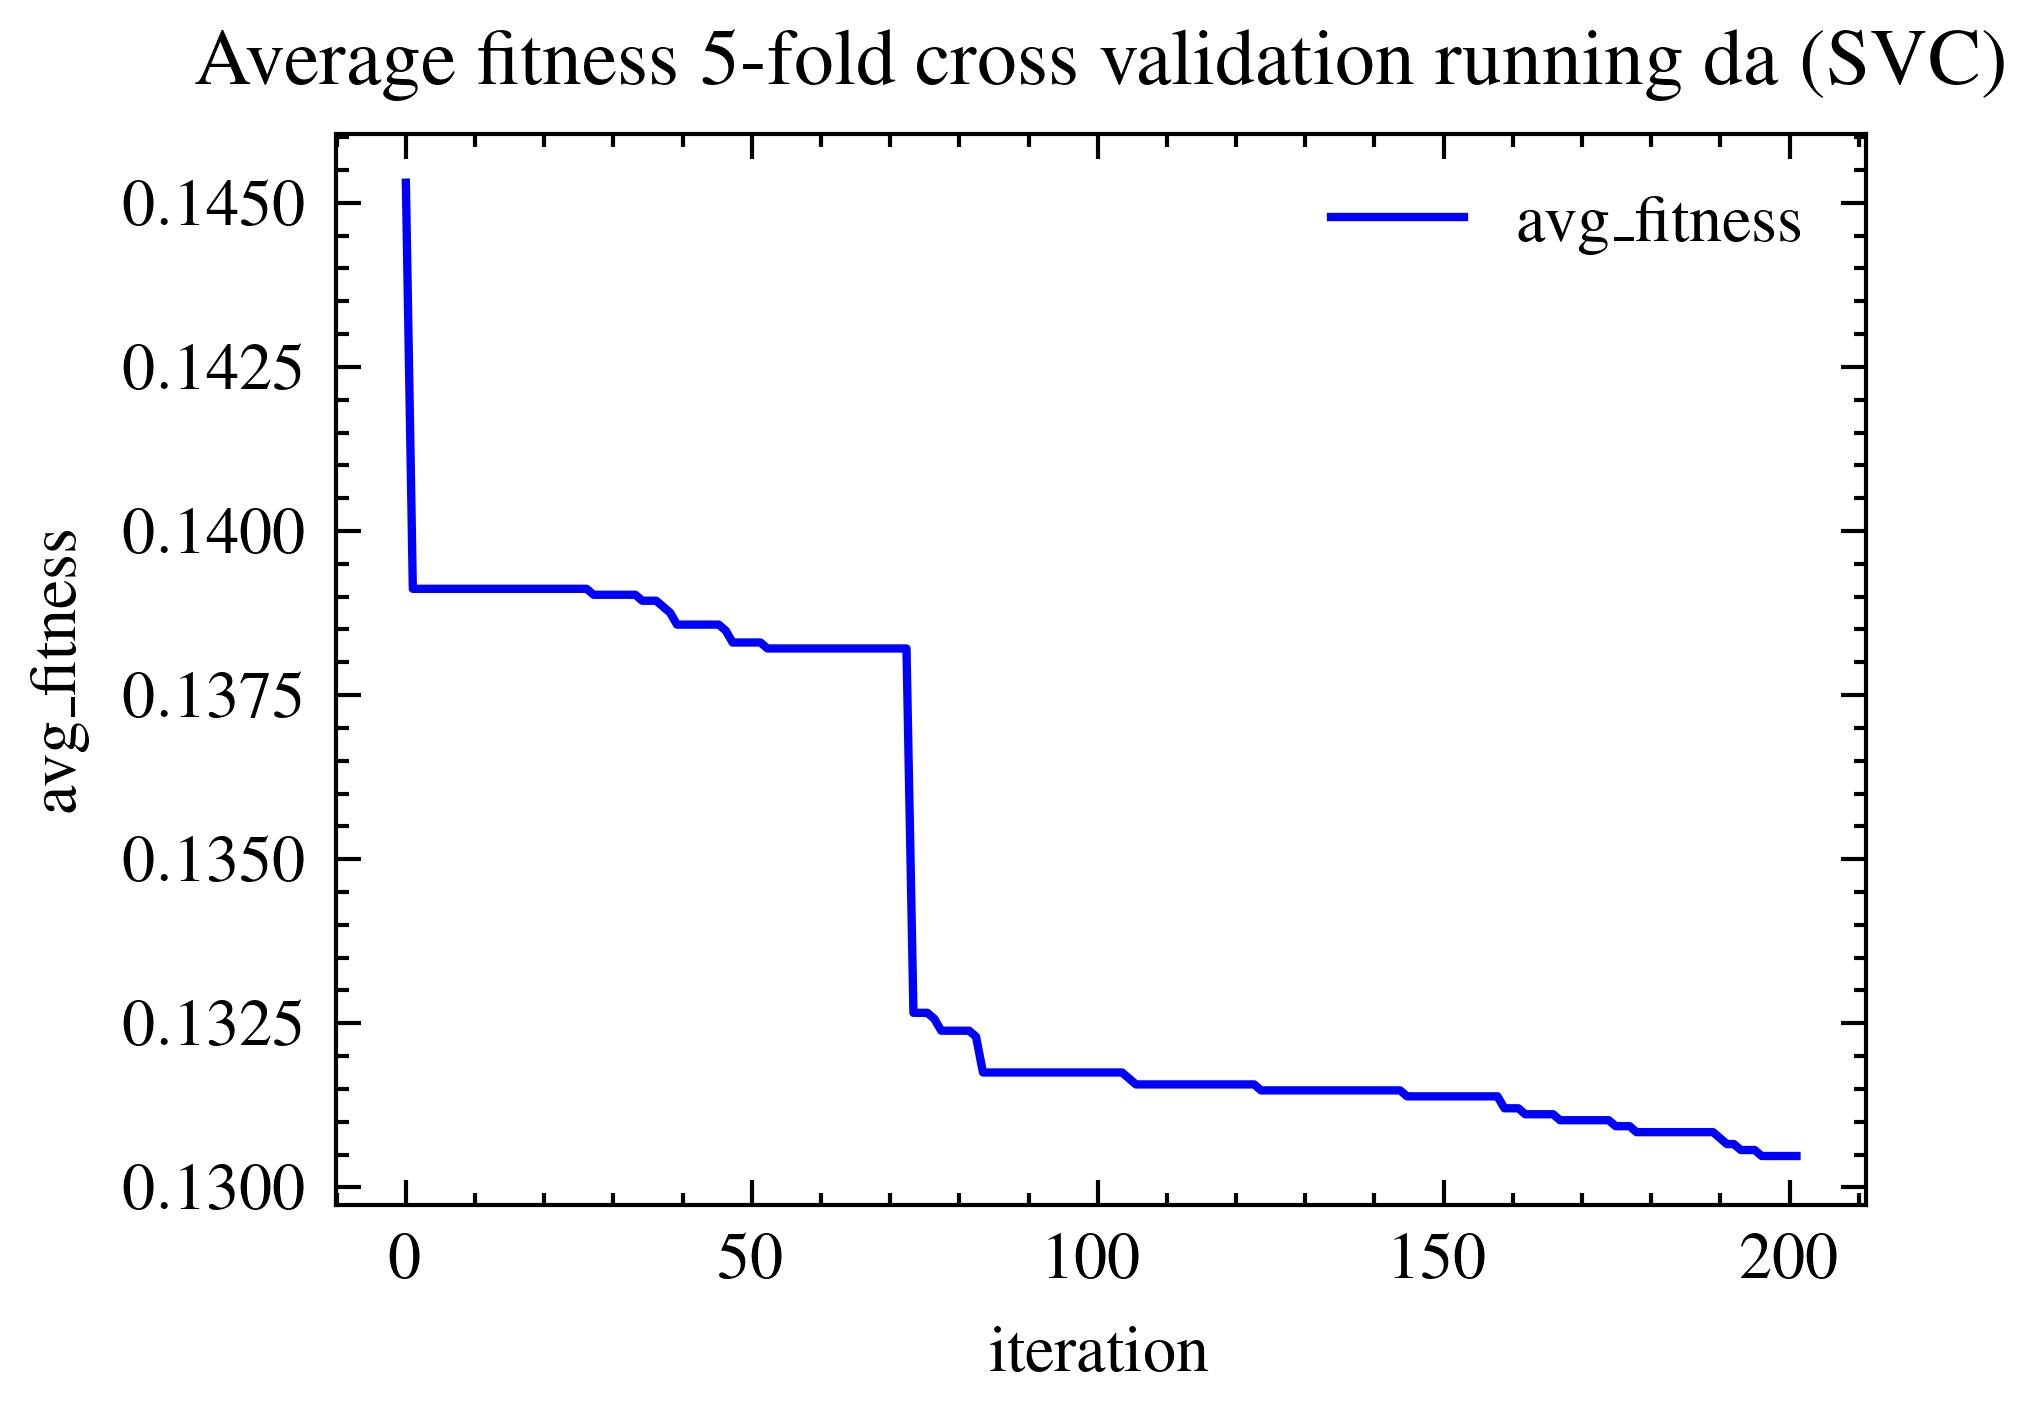 Average fitness 5-fold cross validation running da (SVC)
avg_fitness
0.1450
0.1425
0.1400
0.1375
0.1350
0.1325
0.1300
avg_fitness
0 50 100 150 200
iteration